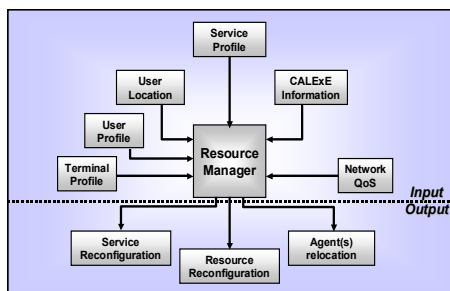 Service
Profile
User
Location
CALExE
Information
User
Profile
Resource
Manager
Terminal
Profile
Network
QoS
Input
Output
Service
Reconfiguration
Resource
Reconfiguration
Agent(s)
relocation